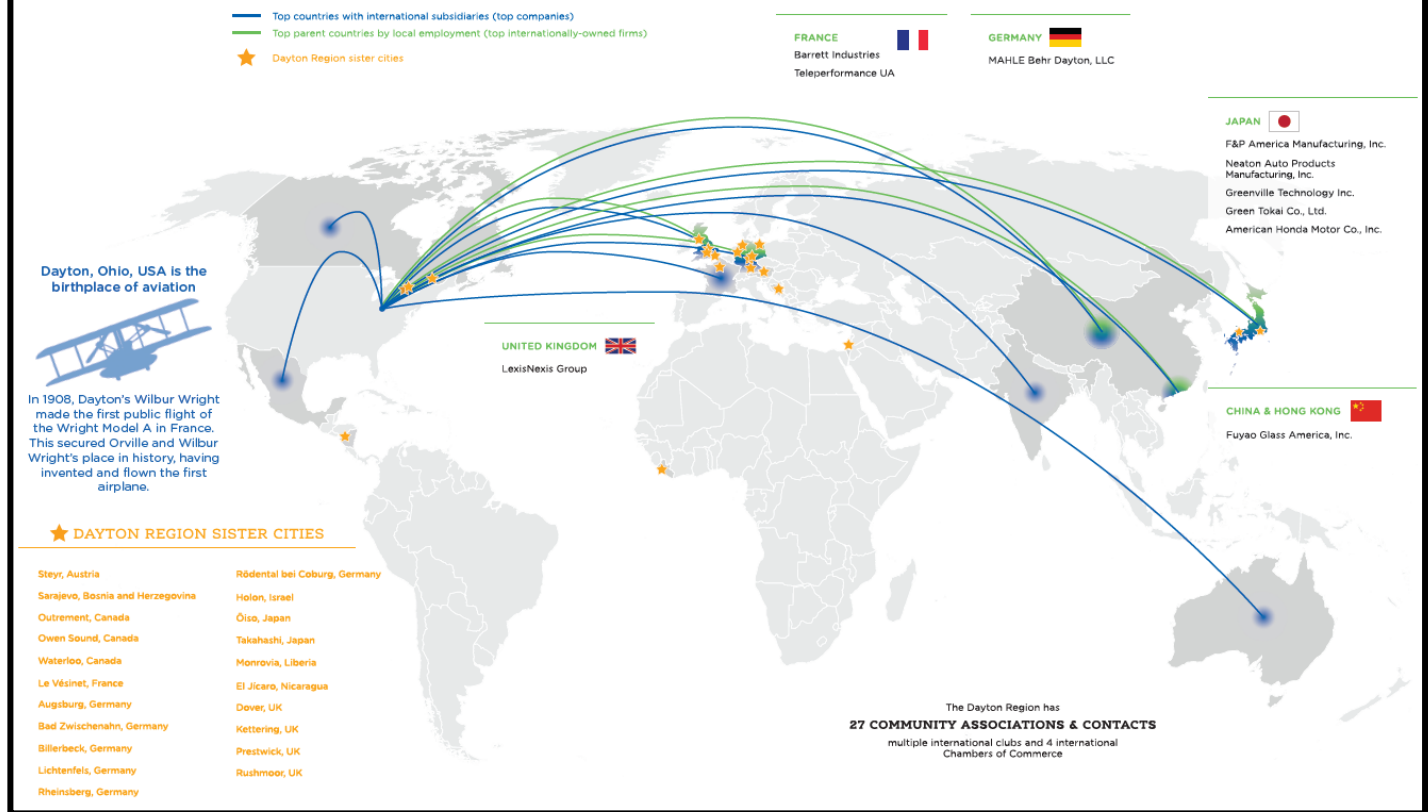 Top countries with international subsidiaries (top companies)
Top parent countries by local employment (top internationally-owned firms)
Dayton Region sister cities
FRANCE
Barrett Industries
Teleperformance UA
GERMANY
MAHLE Behr Dayton, LLC
JAPAN
F&P America Manufacturing, Inc.
Neaton Auto Products
Manufacturing, Inc.
Greenville Technology Inc.
Green Tokai Co., Ltd.
American Honda Motor Co., Inc.
Dayton, Ohio, USA is the
birthplace of aviation
In 1908, Dayton's Wilbur Wright
made the first public flight of
the Wright Model A in France.
This secured Orville and Wilbur
Wright's place in history, having
invented and flown the first
airplane.
UNITED KINGDOM
LexisNexis Group
CHINA & HONG KONG
Fuyao Glass America, Inc.
DAYTON REGION SISTER CITIES
Steyr, Austria
Sarajevo, Bosnia and Herzegovina
Outrement, Canada
Owen Sound, Canada
Waterloo, Canada
Le Vésinet, France
Augsburg, Germany
Bad Zwischenahn, Germany
Billerbeck, Germany
Lichtenfels, Germany
Rheinsberg, Germany
Rödental bei Coburg, Germany
Holon, Israel
Ōiso, Japan
Takahashi, Japan
Monrovia, Liberia
El Jícaro, Nicaragua
Dover, UK
Kettering, UK
Prestwick, UK
Rushmoor, UK
The Dayton Region has
27 COMMUNITY ASSOCIATIONS & CONTACTS
multiple international clubs and 4 international
Chambers of Commerce